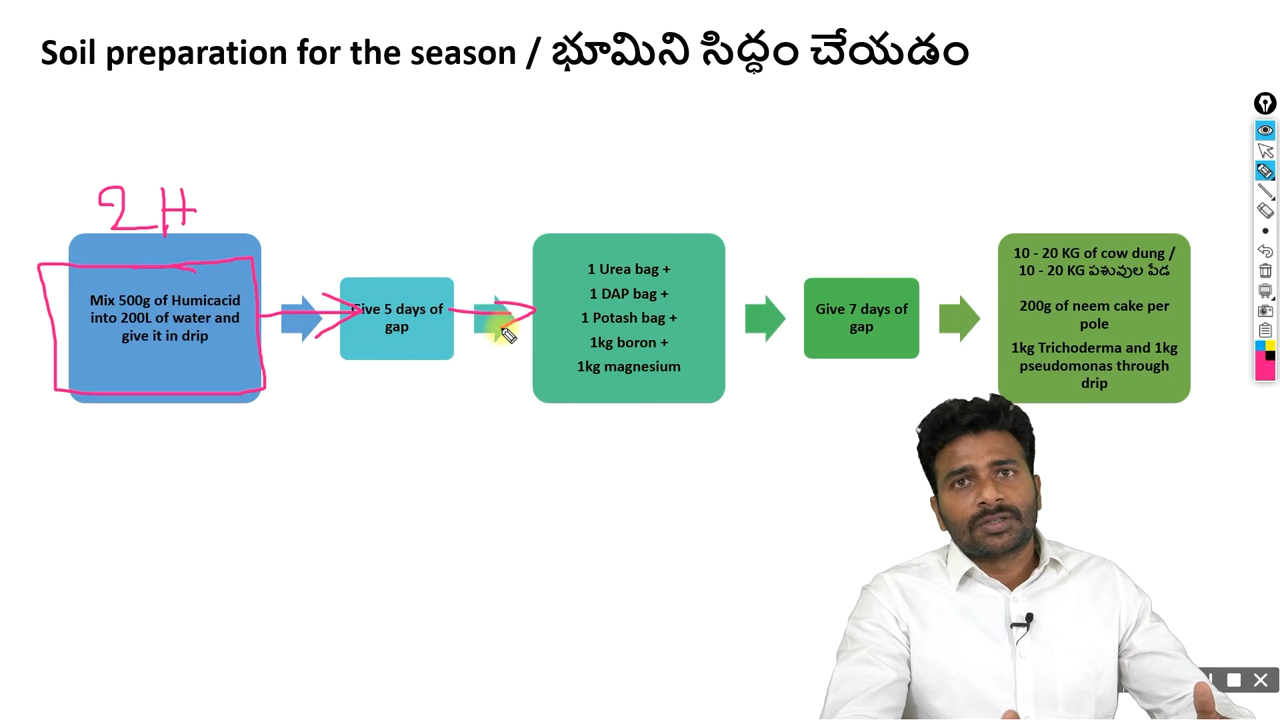 Soil preparation for the season / భూమిని సిద్ధం చేయడం
2 H
Mix 500g of Humicacid
into 200L of water and
give it in drip
Give 5 days of
gap
1 Urea bag +
1 DAP bag +
1 Potash bag +
1kg boron +
1kg magnesium
Give 7 days of
gap
10 - 20 KG of cow dung /
10 - 20 KG పశువుల పేడ
200g of neem cake per
pole
1kg Trichoderma and 1kg
pseudomonas through
drip